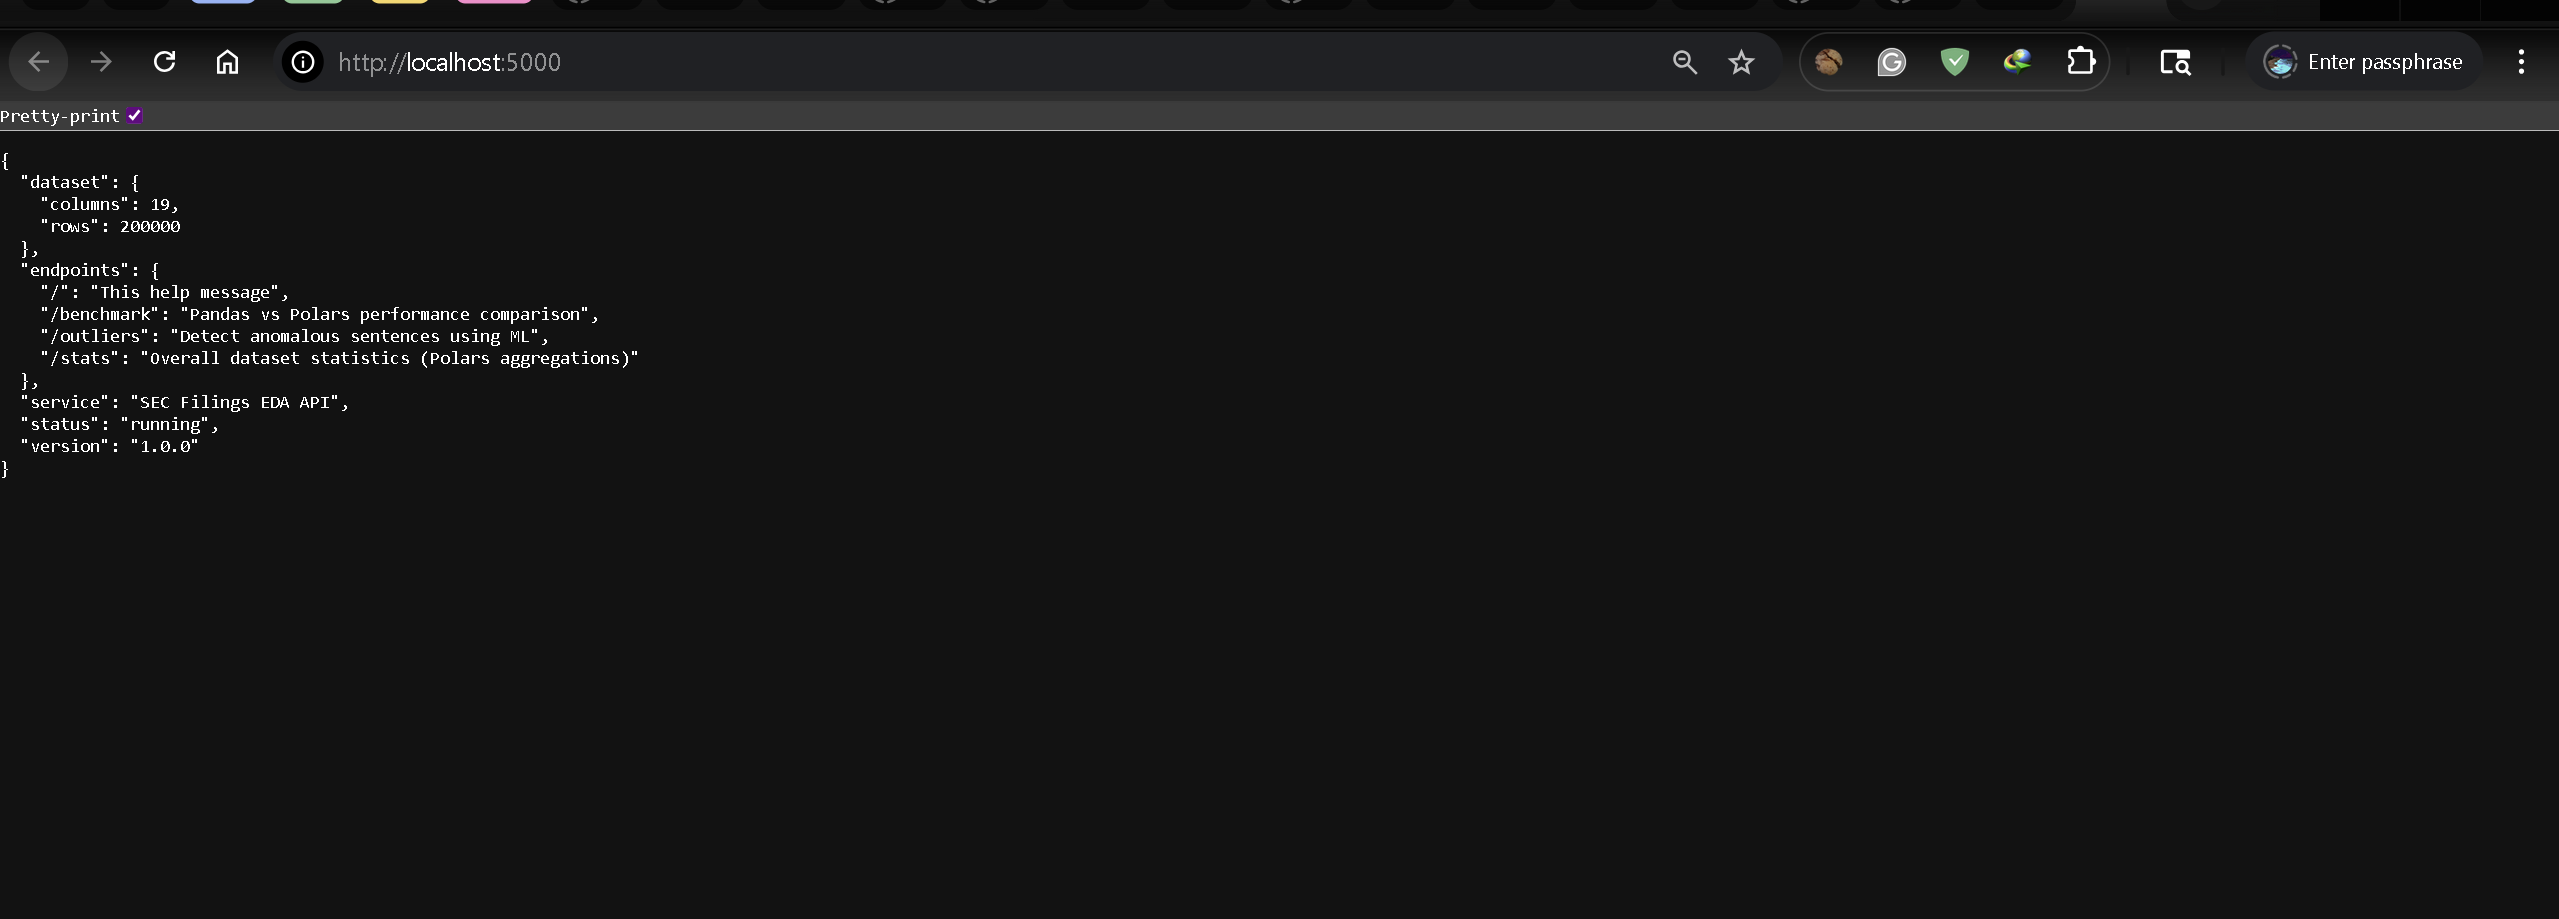 http://localhost:5000
Enter passphrase
Pretty-print
{
  "dataset": {
    "columns": 19,
    "rows": 200000
  },
  "endpoints": {
    "/": "This help message",
    "/benchmark": "Pandas vs Polars performance comparison",
    "/outliers": "Detect anomalous sentences using ML",
    "/stats": "Overall dataset statistics (Polars aggregations)"
  },
  "service": "SEC Filings EDA API",
  "status": "running",
  "version": "1.0.0"
}